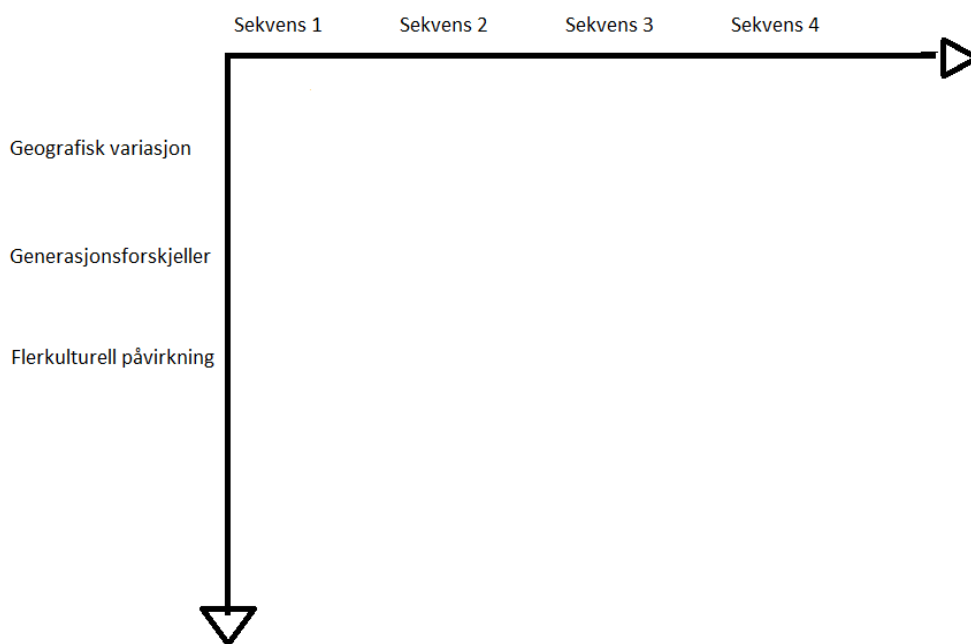 Sekvens 1 Sekvens 2 Sekvens 3 Sekvens 4
Geografisk variasjon
Generasjonsforskjeller
Flerkulturell påvirkning